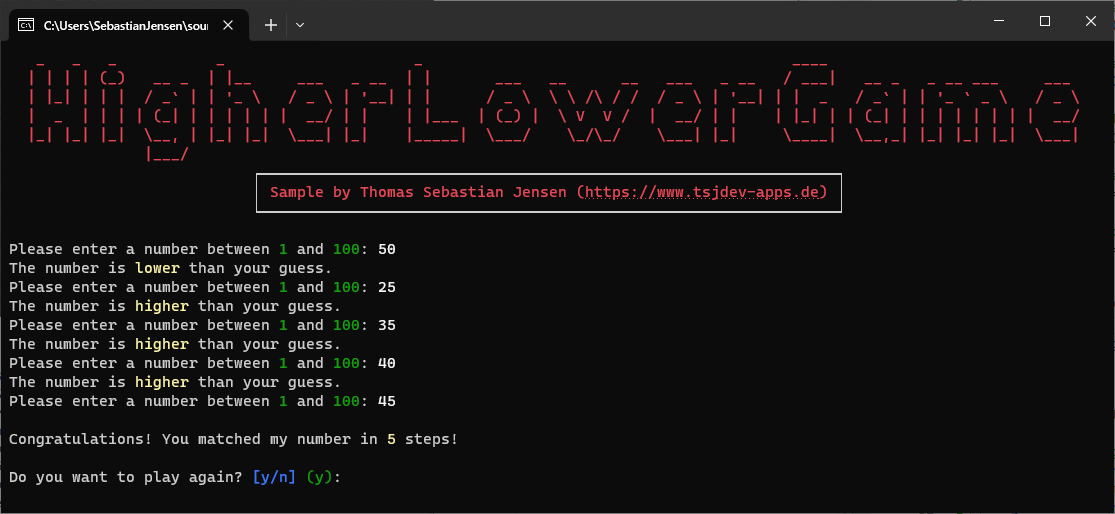 C:\Users\SebastianJensen\sour
Higher Lower Game
Sample by Thomas Sebastian Jensen (https://www.tsjdev-apps.de)
Please enter a number between 1 and 100: 50
The number is lower than your guess.
Please enter a number between 1 and 100: 25
The number is higher than your guess.
Please enter a number between 1 and 100: 35
The number is higher than your guess.
Please enter a number between 1 and 100: 40
The number is higher than your guess.
Please enter a number between 1 and 100: 45
Congratulations! You matched my number in 5 steps!
Do you want to play again? [y/n] (y):